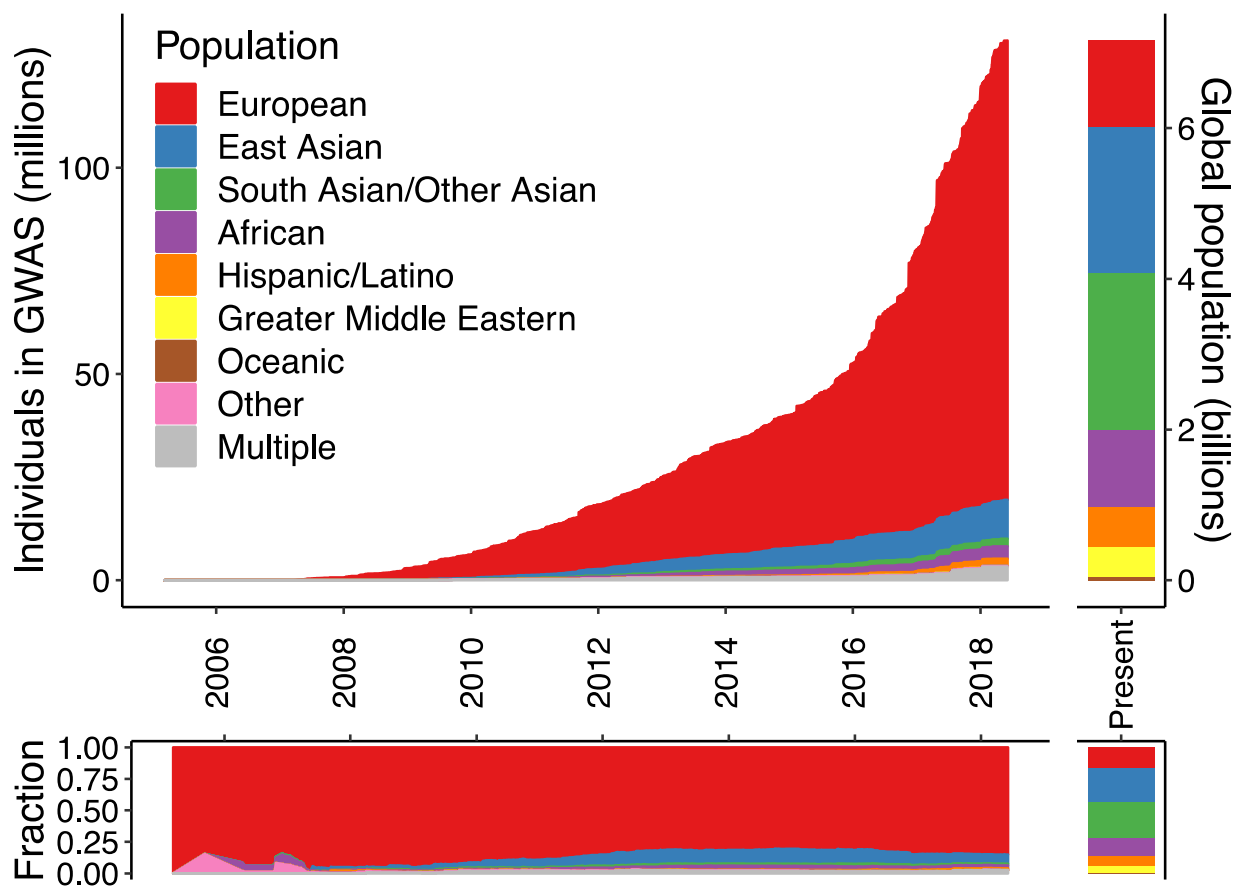 Population
European
East Asian
South Asian/Other Asian
African
Hispanic/Latino
Greater Middle Eastern
Oceanic
Other
Multiple
Individuals in GWAS (millions)
100
50
0
2006
2008
2010
2012
2014
2016
2018
Global population (billions)
6
4
2
0
Present
Fraction
1.00
0.75
0.50
0.25
0.00